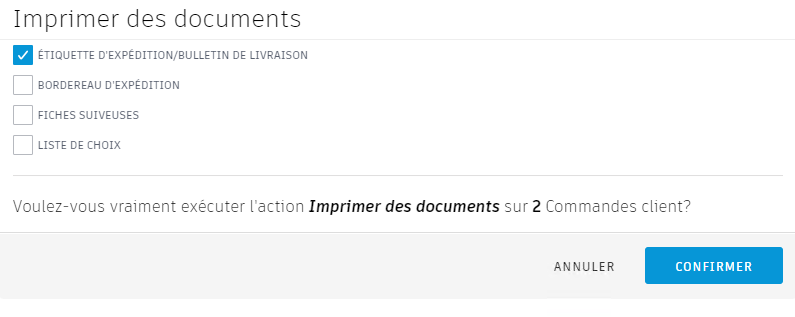 Imprimer des documents
ÉTIQUETTE D'EXPÉDITION/BULLETIN DE LIVRAISON
BORDEREAU D'EXPÉDITION
FICHES SUIVEUSES
LISTE DE CHOIX
Voulez-vous vraiment exécuter l'action Imprimer des documents sur 2 Commandes client?
ANNULER
CONFIRMER